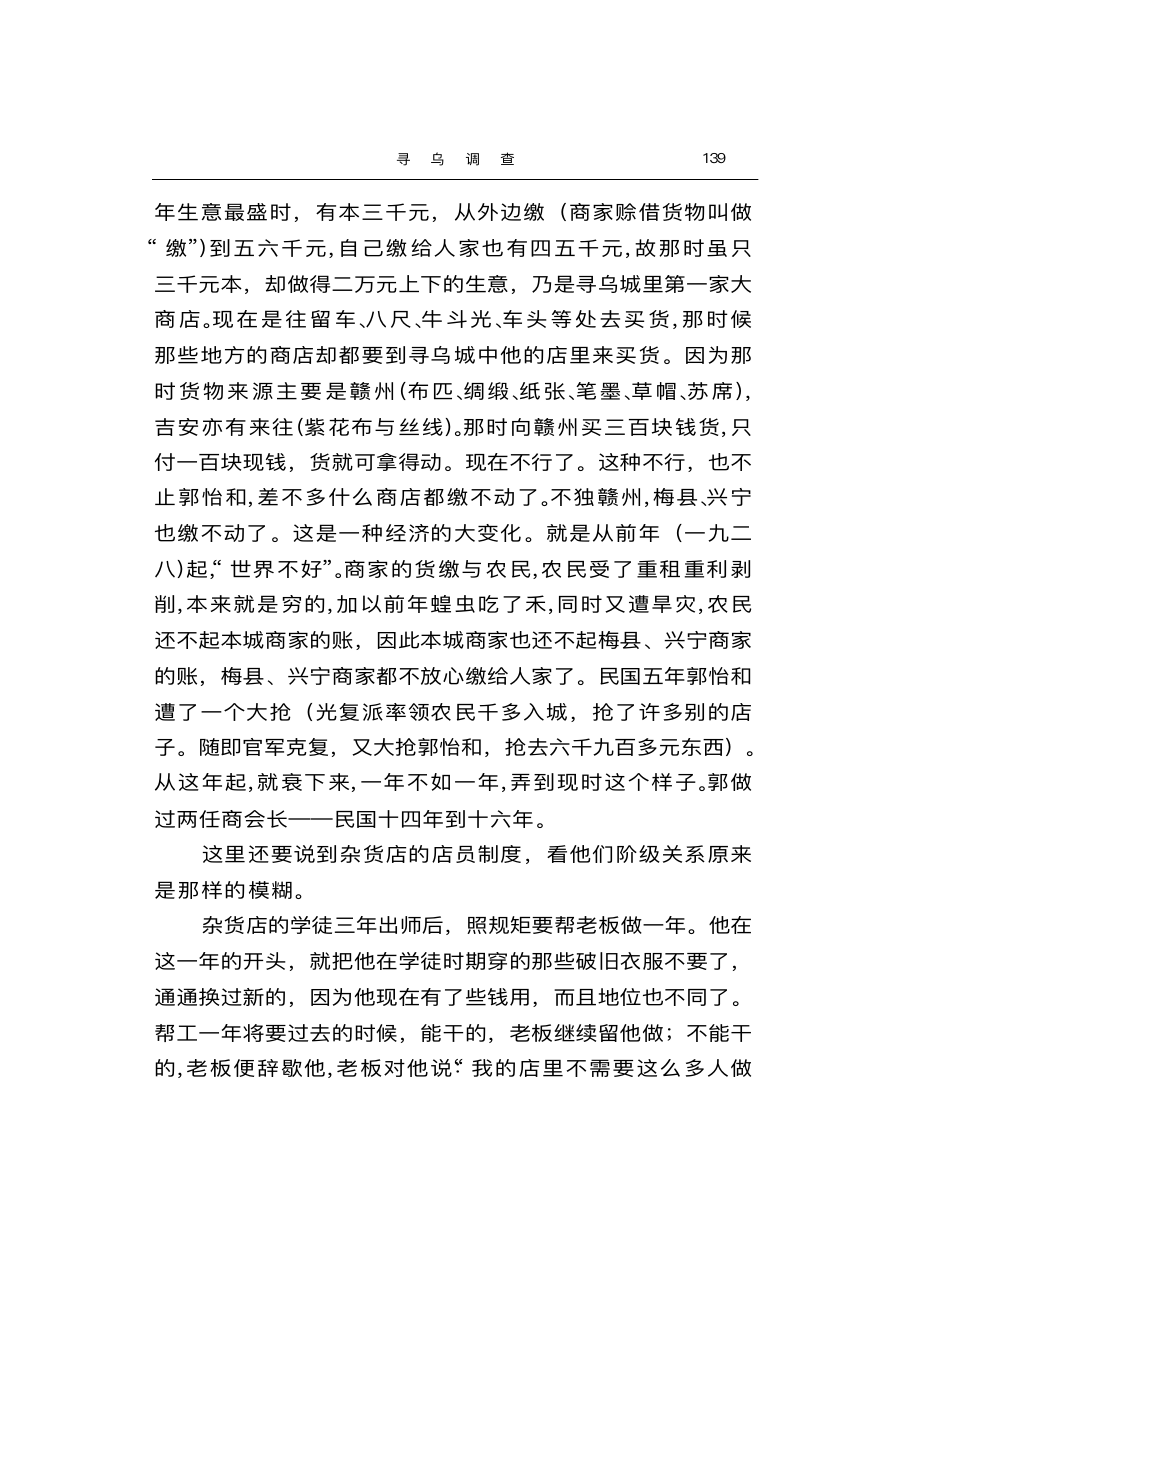 寻乌调查 139
年生意最盛时，有本三千元，从外边缴（商家赊借货物叫做
“缴”）到五六千元，自己缴给人家也有四五千元，故那时虽只
三千元本，却做得二万元上下的生意，乃是寻乌城里第一家大
商店。现在是往留车、八尺、牛斗光、车头等处去买货，那时候
那些地方的商店却都要到寻乌城中他的店里来买货。因为那
时货物来源主要是赣州（布匹、绸缎、纸张、笔墨、草帽、苏席），
吉安亦有来往（紫花布与丝线）。那时向赣州买三百块钱货，只
付一百块现钱，货就可拿得动。现在不行了。这种不行，也不
止郭怡和，差不多什么商店都缴不动了。不独赣州，梅县、兴宁
也缴不动了。这是一种经济的大变化。就是从前年（一九二
八）起，“世界不好”。商家的货缴与农民，农民受了重租重利剥
削，本来就是穷的，加以前年蝗虫吃了禾，同时又遭旱灾，农民
还不起本城商家的账，因此本城商家也还不起梅县、兴宁商家
的账，梅县、兴宁商家都不放心缴给人家了。民国五年郭怡和
遭了一个大抢（光复派率领农民千多入城，抢了许多别的店
子。随即官军克复，又大抢郭怡和，抢去六千九百多元东西）。
从这年起，就衰下来，一年不如一年，弄到现时这个样子。郭做
过两任商会长——民国十四年到十六年。
这里还要说到杂货店的店员制度，看他们阶级关系原来
是那样的模糊。
杂货店的学徒三年出师后，照规矩要帮老板做一年。他在
这一年的开头，就把他在学徒时期穿的那些破旧衣服不要了，
通通换过新的，因为他现在有了些钱用，而且地位也不同了。
帮工一年将要过去的时候，能干的，老板继续留他做；不能干
的，老板便辞歇他，老板对他说：“我的店里不需要这么多人做